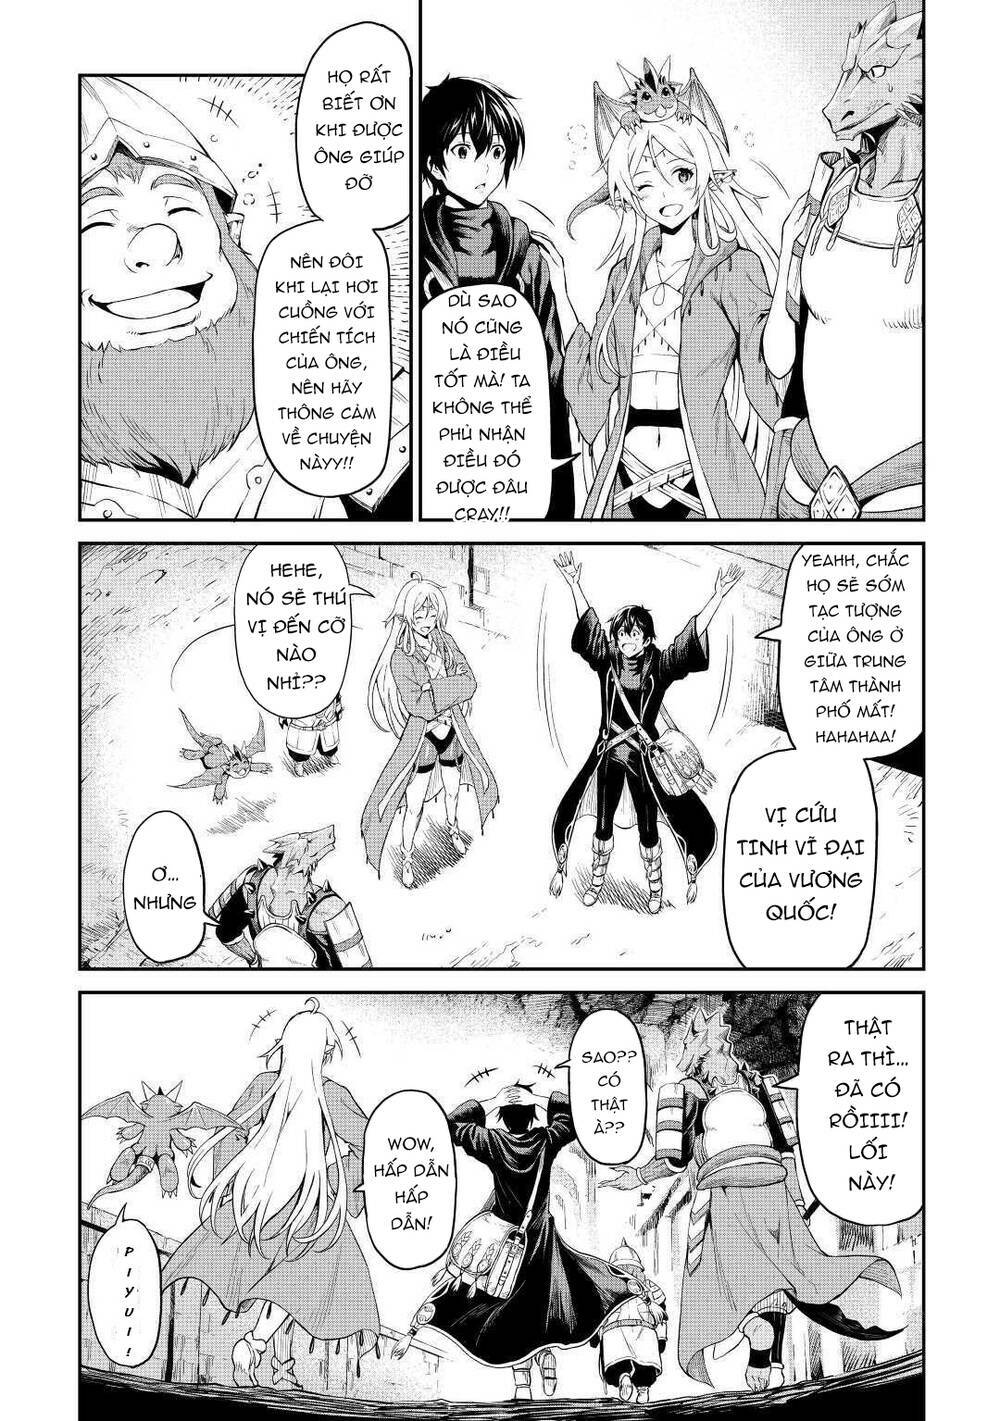 HỌ RẤT
BIẾT ƠN
KHI ĐƯỢC
ÔNG GIÚP
ĐỠ
NÊN ĐÔI
KHI LẠI HƠI
CUỒNG VỚI
CHIẾN TÍCH
CỦA ÔNG,
NÊN HÃY
THÔNG CẢM
VỀ CHUYỆN
NÀYY!!
DÙ SAO
NÓ CŨNG
LÀ ĐIỀU
TỐT MÀ! TA
KHÔNG THỂ
PHỦ NHẬN
ĐIỀU ĐÓ
ĐƯỢC ĐÂU
CRAY!!
HEHE,
NÓ SẼ THÚ
VỊ ĐẾN CỠ
NÀO
NHỈ??
YEAHH, CHẮC
HỌ SẼ SỚM
TẠC TƯỢNG
CỦA ÔNG Ở
GIỮA TRUNG
TÂM THÀNH
PHỐ MẤT!
HAHAHAA!
VỊ CỨU
TINH VĨ ĐẠI
CỦA VƯƠNG
QUỐC!
Ơ...
NHƯNG
THẬT
RA THÌ...
ĐÃ CÓ
RỒIIII!
LỐI
NÀY!
SAO??
CÓ
THẬT
À??
WOW,
HẤP DẪN
HẤP
DẪN!
PIYUI!